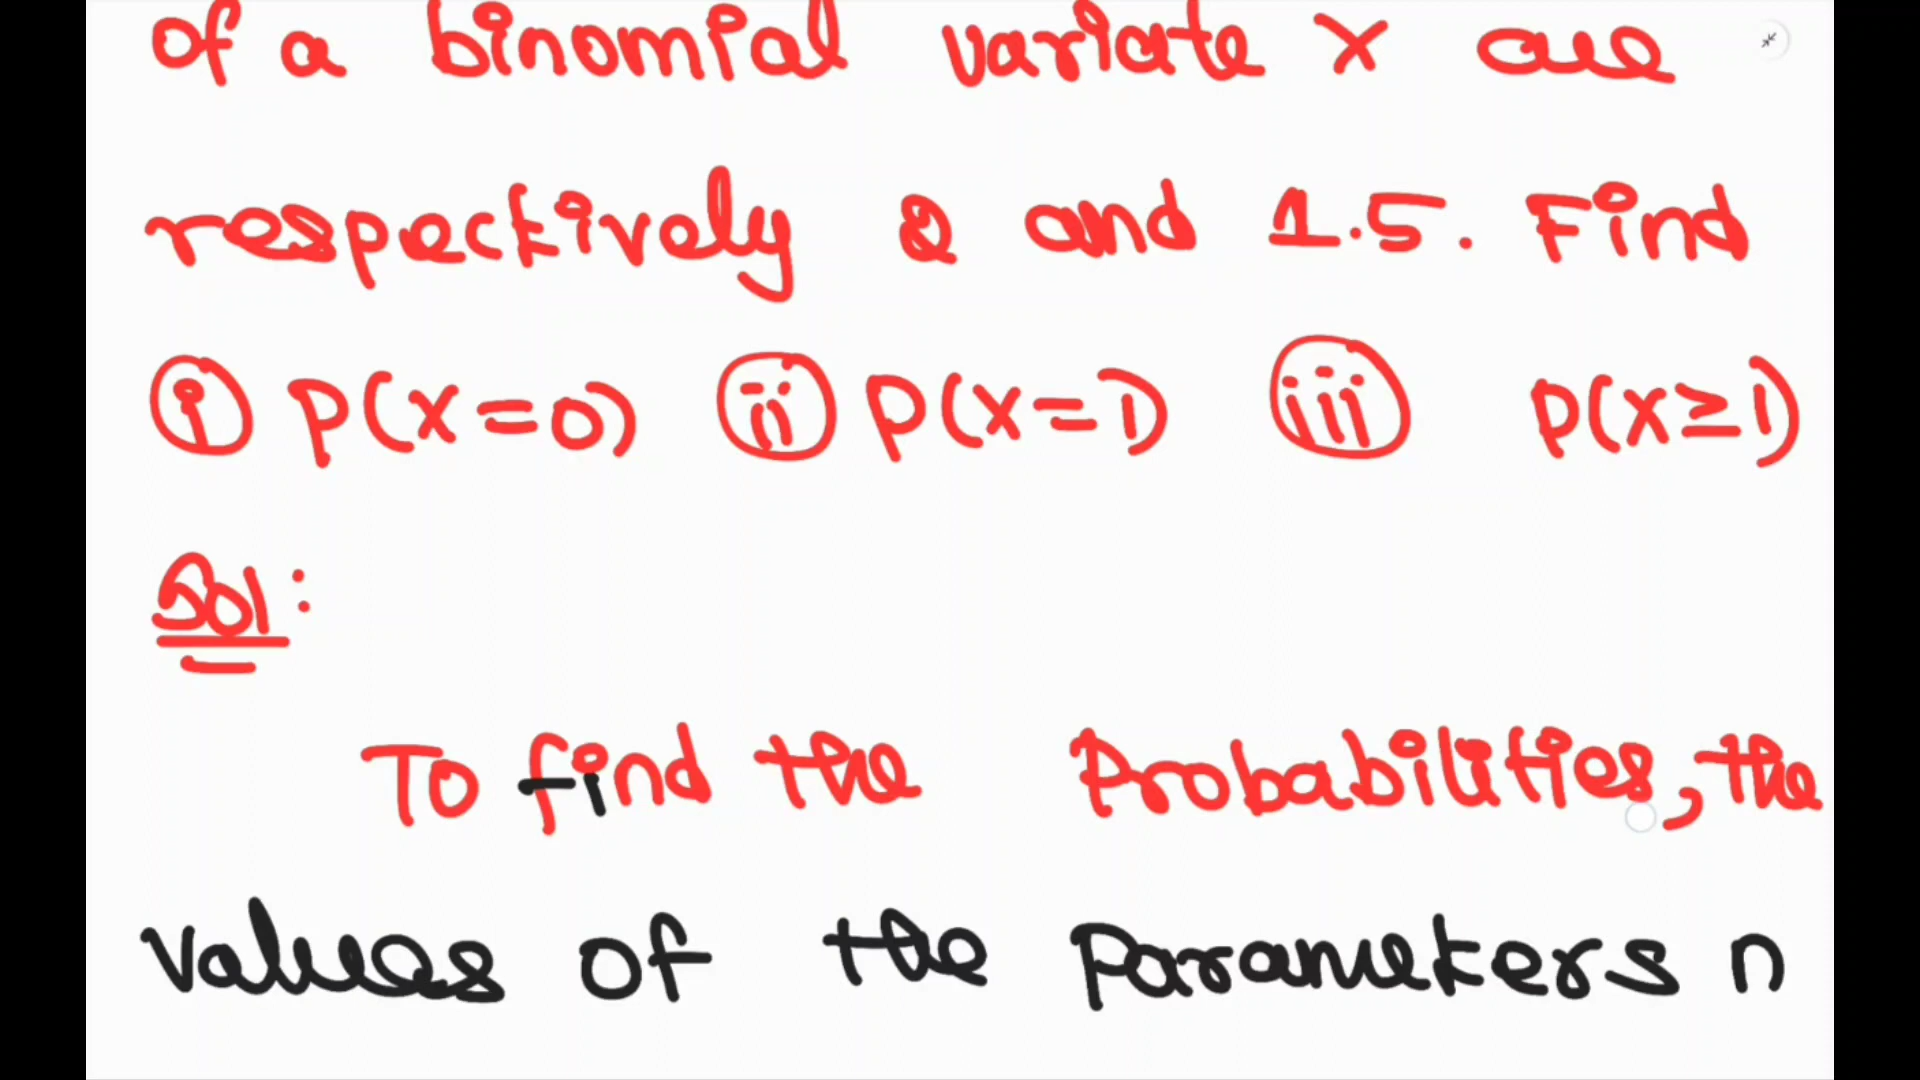 of a binomial variate x are
respectively 2 and 1.5. Find
(i) P(X=0) (ii) P(X=1) (iii) P(X≥1)
Sol:
To find the Probabilities, the
values of the parameters n